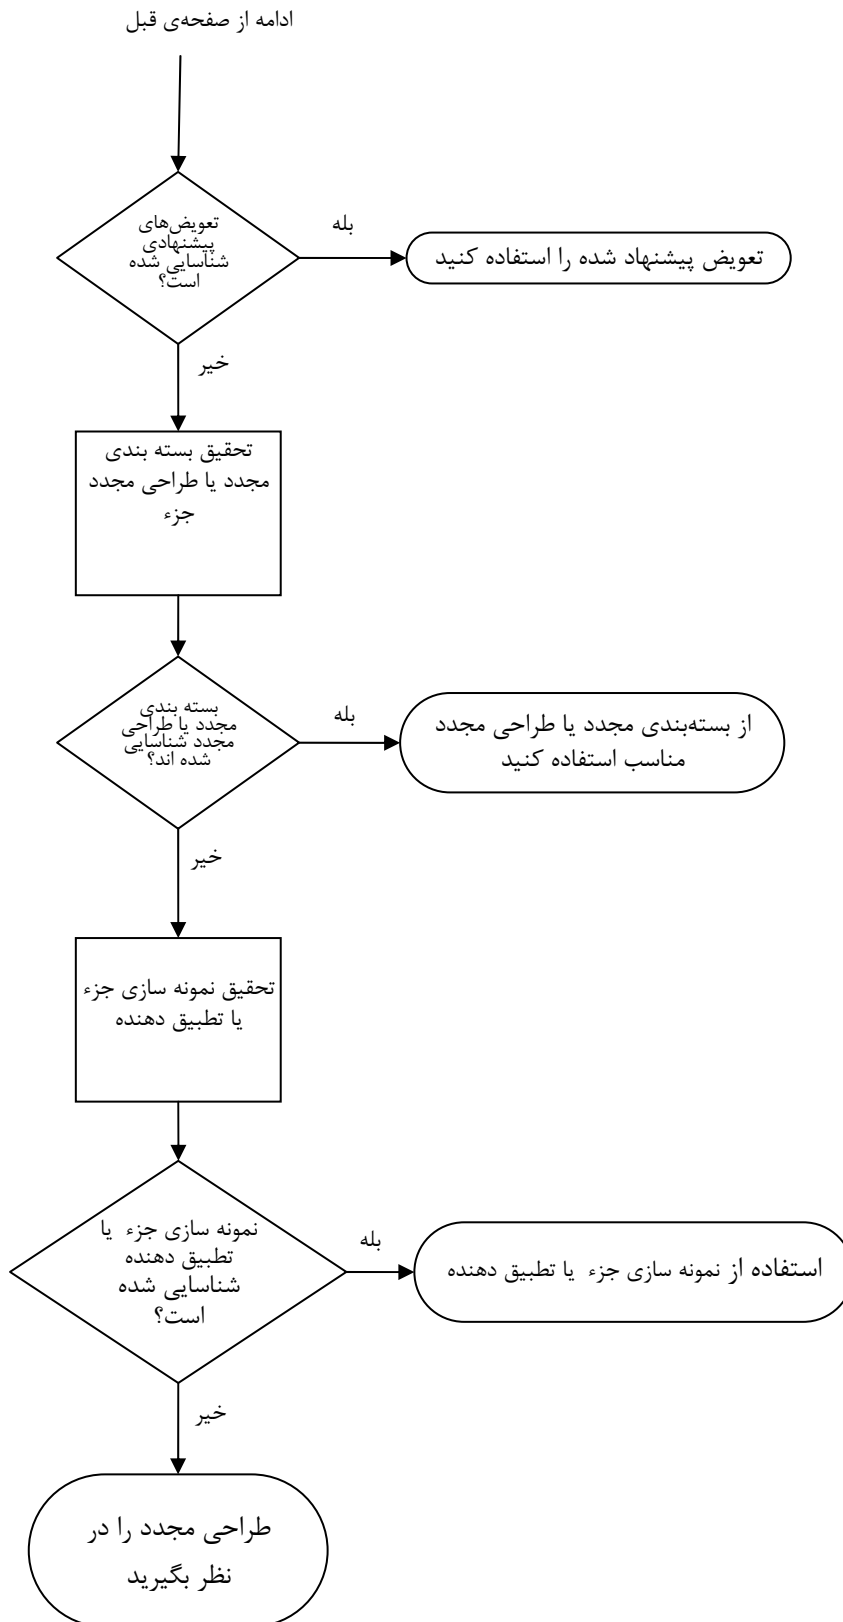 ادامه از صفحه‌ی قبل
تعویض‌های
پیشنهادی
شناسایی شده
است؟
بله
تعویض پیشنهاد شده را استفاده کنید
خیر
تحقیق بسته بندی
مجدد یا طراحی مجدد
جزء
بسته بندی
مجدد یا طراحی
مجدد شناسایی
شده اند؟
بله
از بسته‌بندی مجدد یا طراحی مجدد
مناسب استفاده کنید
خیر
تحقیق نمونه سازی جزء
یا تطبیق دهنده
نمونه سازی جزء یا
تطبیق دهنده
شناسایی شده
است؟
بله
استفاده از نمونه سازی جزء یا تطبیق دهنده
خیر
طراحی مجدد را در
نظر بگیرید